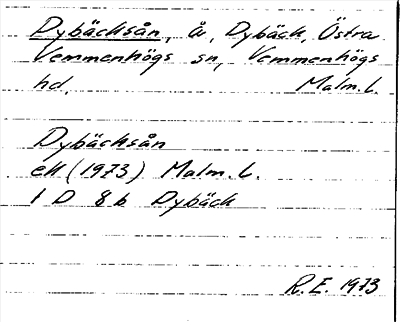 Dybäcksån, å, Dybäck, Östra
Vemmenhögs sn, Vemmenhögs
hd. Malm. L.
Dybäcksån
ek (1973) Malm. L.
1 D 8 b Dybäck
R.E. 1973